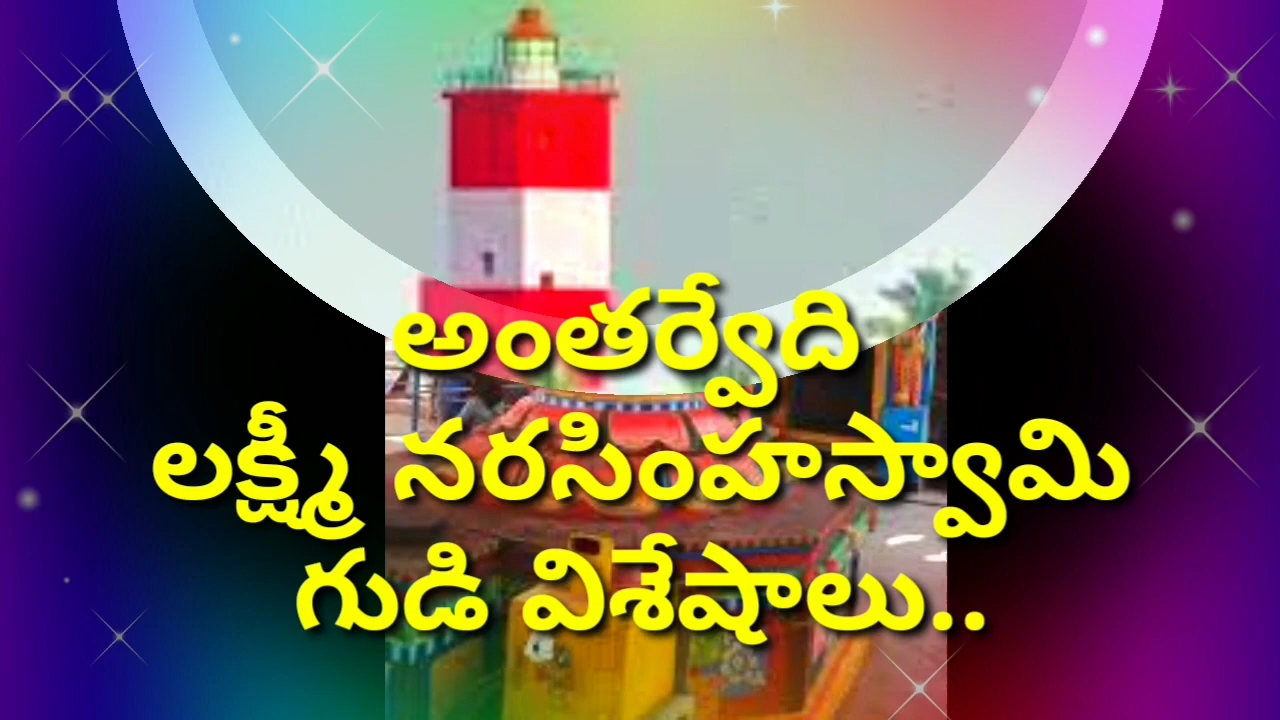 అంతర్వేది
లక్ష్మీ నరసింహస్వామి
గుడి విశేషాలు..